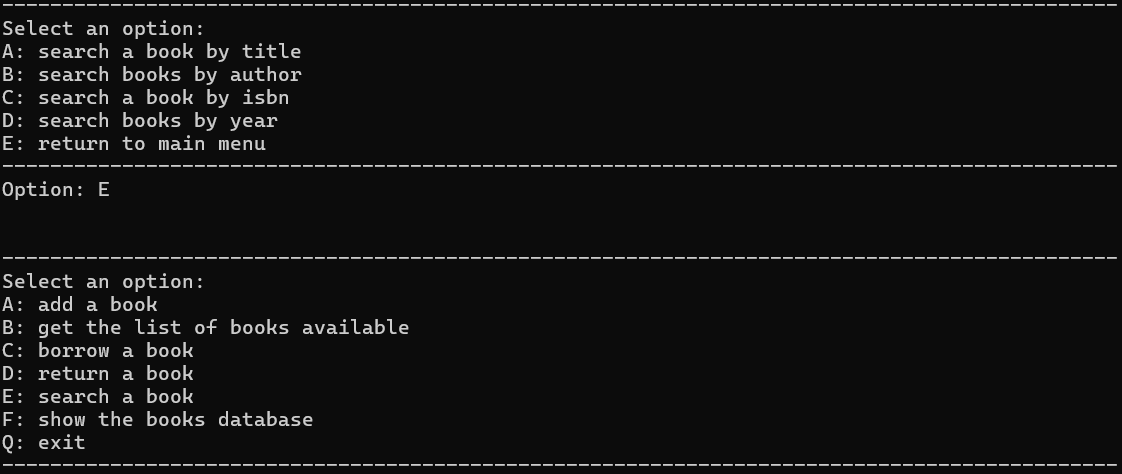 ---------------------------------------------------------------------------------------------
Select an option:
A: search a book by title
B: search books by author
C: search a book by isbn
D: search books by year
E: return to main menu
---------------------------------------------------------------------------------------------
Option: E
---------------------------------------------------------------------------------------------
Select an option:
A: add a book
B: get the list of books available
C: borrow a book
D: return a book
E: search a book
F: show the books database
Q: exit
---------------------------------------------------------------------------------------------